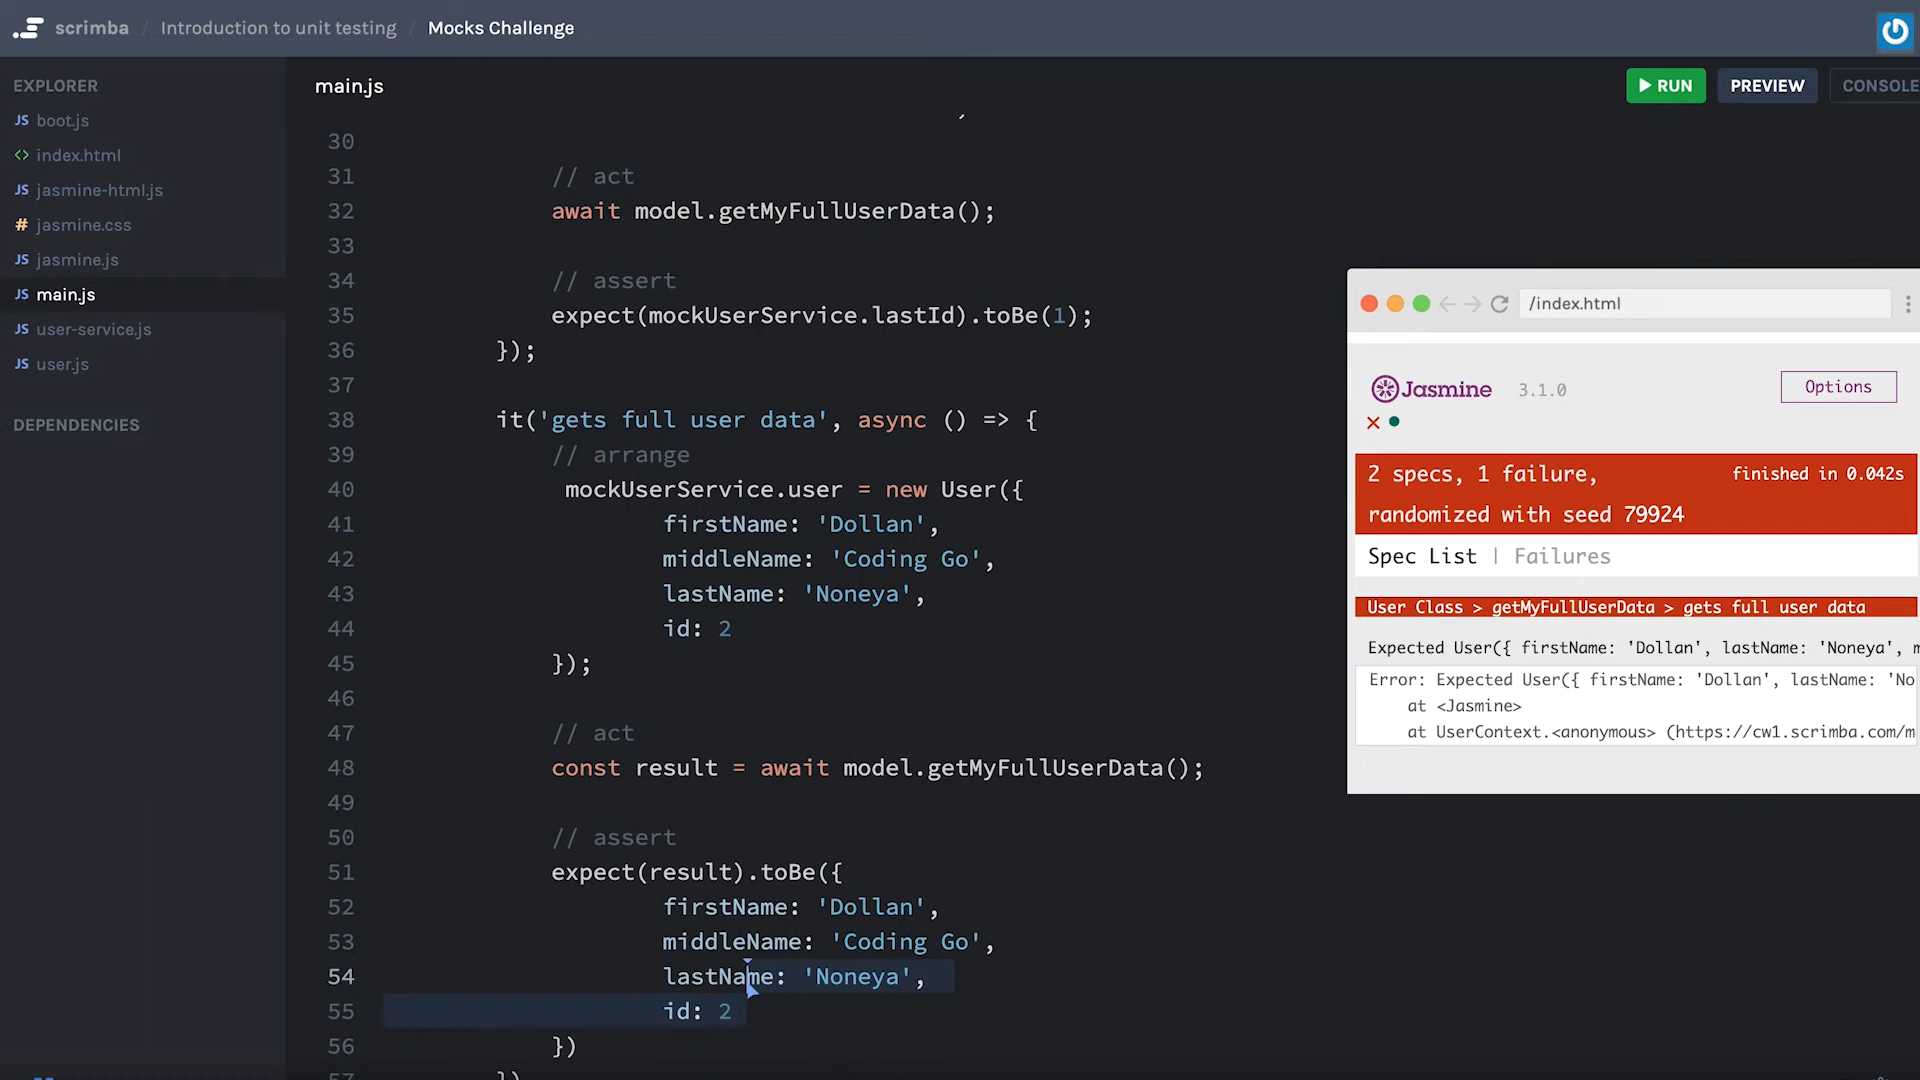 scrimba / Introduction to unit testing / Mocks Challenge
EXPLORER
JS boot.js
<> index.html
JS jasmine-html.js
# jasmine.css
JS jasmine.js
JS main.js
JS user-service.js
JS user.js
DEPENDENCIES
main.js
RUN PREVIEW CONSOLE
30
31 // act
32 await model.getMyFullUserData();
33
34 // assert
35 expect(mockUserService.lastId).toBe(1);
36 });
37
38 it('gets full user data', async () => {
39 // arrange
40 mockUserService.user = new User({
41 firstName: 'Dollan',
42 middleName: 'Coding Go',
43 lastName: 'Noneya',
44 id: 2
45 });
46
47 // act
48 const result = await model.getMyFullUserData();
49
50 // assert
51 expect(result).toBe({
52 firstName: 'Dollan',
53 middleName: 'Coding Go',
54 lastName: 'Noneya',
55 id: 2
56 })
57 })
/index.html
Jasmine 3.1.0 Options
2 specs, 1 failure, finished in 0.042s
randomized with seed 79924
Spec List | Failures
User Class > getMyFullUserData > gets full user data
Expected User({ firstName: 'Dollan', lastName: 'Noneya', m
Error: Expected User({ firstName: 'Dollan', lastName: 'No
at <Jasmine>
at UserContext.<anonymous> (https://cw1.scrimba.com/m